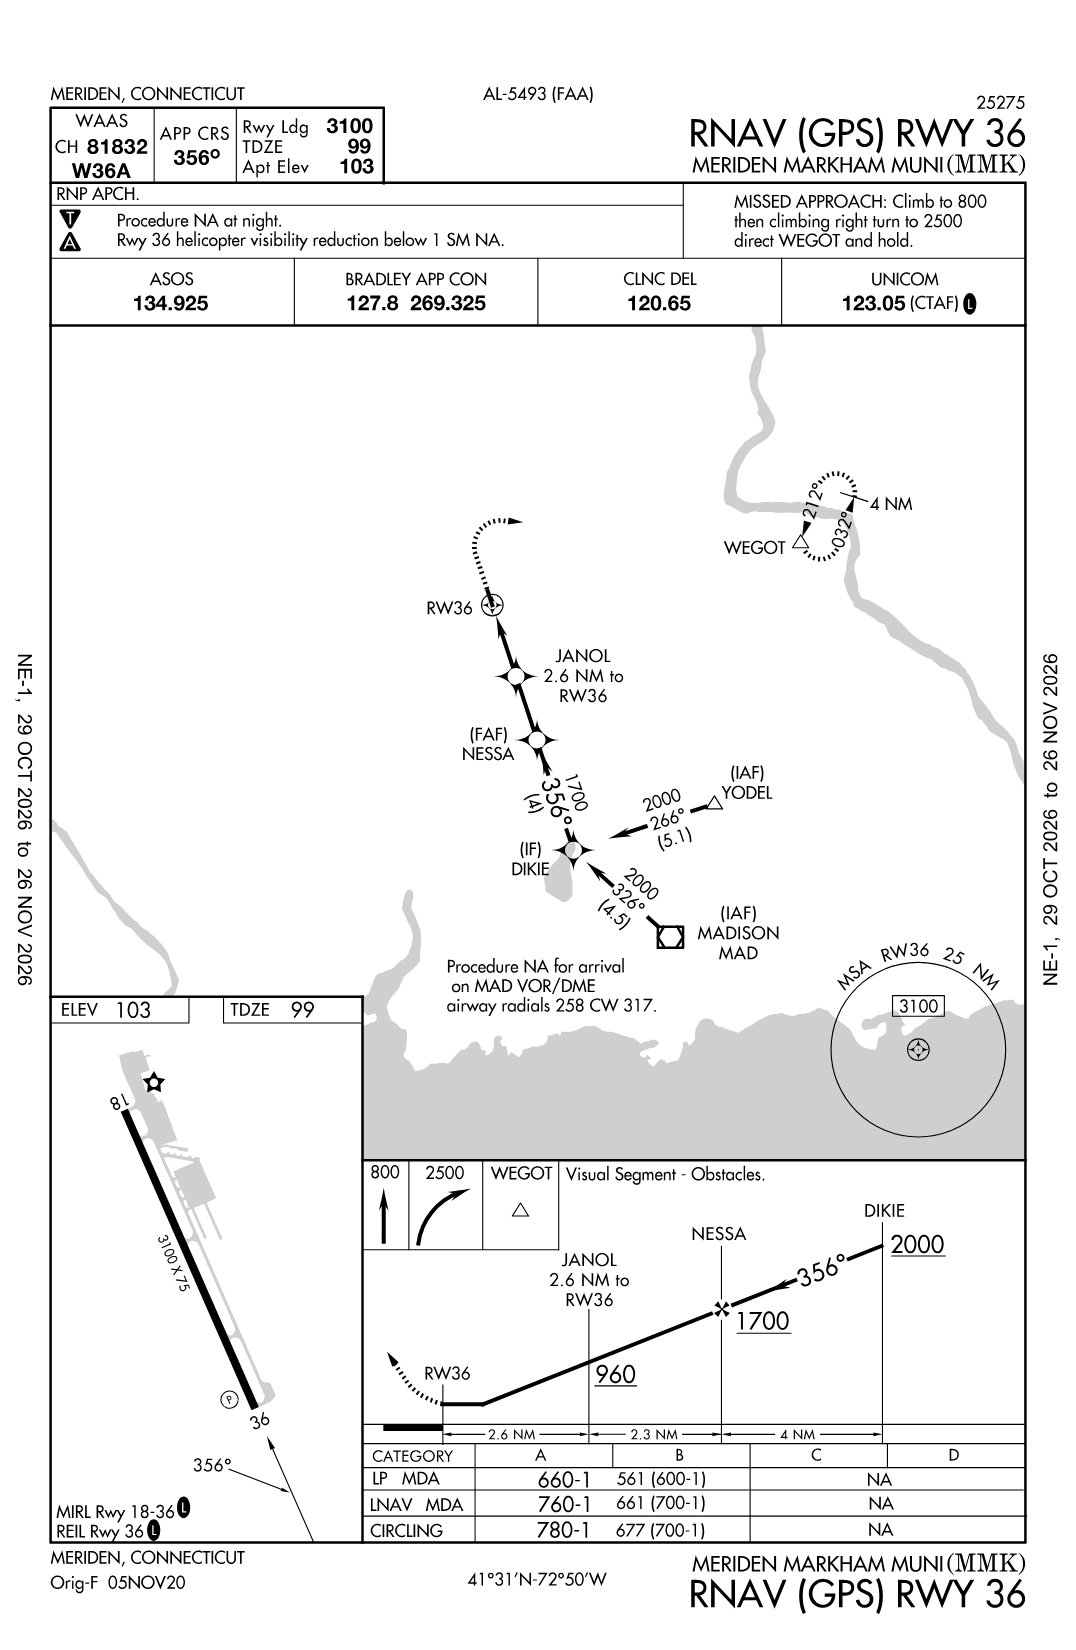 MERIDEN, CONNECTICUT
AL-5493 (FAA)
25275
WAAS
CH 81832
W36A
APP CRS
356°
Rwy Ldg 3100
TDZE 99
Apt Elev 103
RNAV (GPS) RWY 36
MERIDEN MARKHAM MUNI (MMK)
RNP APCH.
T Procedure NA at night.
A Rwy 36 helicopter visibility reduction below 1 SM NA.
MISSED APPROACH: Climb to 800
then climbing right turn to 2500
direct WEGOT and hold.
ASOS
134.925
BRADLEY APP CON
127.8 269.325
CLNC DEL
120.65
UNICOM
123.05 (CTAF) L
212°
4 NM
032°
WEGOT
RW36
JANOL
2.6 NM to
RW36
(FAF)
NESSA
1700
356°
(4)
(IAF)
YODEL
2000
266°
(5.1)
(IF)
DIKIE
2000
326°
(4.5)
(IAF)
MADISON
MAD
Procedure NA for arrival
on MAD VOR/DME
airway radials 258 CW 317.
MSA RW36 25 NM
3100
NE-1, 29 OCT 2026 to 26 NOV 2026
NE-1, 29 OCT 2026 to 26 NOV 2026
ELEV 103
TDZE 99
18
3100 X 75
P
36
356°
MIRL Rwy 18-36 L
REIL Rwy 36 L
800
2500
WEGOT
Visual Segment - Obstacles.
DIKIE
NESSA
2000
JANOL
2.6 NM to
RW36
356°
1700
RW36
960
2.6 NM
2.3 NM
4 NM
CATEGORY A B C D
LP MDA 660-1 561 (600-1) NA
LNAV MDA 760-1 661 (700-1) NA
CIRCLING 780-1 677 (700-1) NA
MERIDEN, CONNECTICUT
Orig-F 05NOV20
41°31'N-72°50'W
MERIDEN MARKHAM MUNI (MMK)
RNAV (GPS) RWY 36